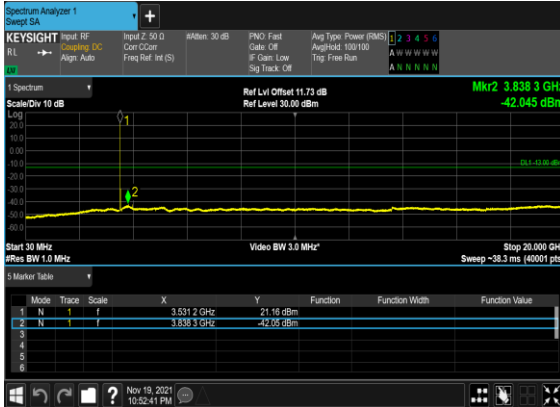 Spectrum Analyzer 1
Swept SA
+
KEYSIGHT Input: RF Input Z: 50 Ω #Atten: 30 dB PNO: Fast Avg Type: Power (RMS) 1 2 3 4 5 6
RL Coupling: DC Corr CCorr Gate: Off Avg|Hold: 100/100 A W W W W W
Align: Auto Freq Ref: Int (S) IF Gain: Low Trig: Free Run
Sig Track: Off A N N N N N
1 Spectrum Ref Lvl Offset 11.73 dB Mkr2 3.838 3 GHz
Scale/Div 10 dB Ref Level 30.00 dBm -42.045 dBm
Log
1
20.0
10.0
0.00
-10.0
DL1 -13.00 dBm
-20.0
-30.0
2
-40.0
-50.0
-60.0
Start 30 MHz Video BW 3.0 MHz* Stop 20.000 GHz
#Res BW 1.0 MHz Sweep ~38.3 ms (40001 pts)
5 Marker Table
Mode Trace Scale X Y Function Function Width Function Value
1 N 1 f 3.531 2 GHz 21.16 dBm
2 N 1 f 3.838 3 GHz -42.05 dBm
3
4
5
6
? Nov 19, 2021
10:52:41 PM